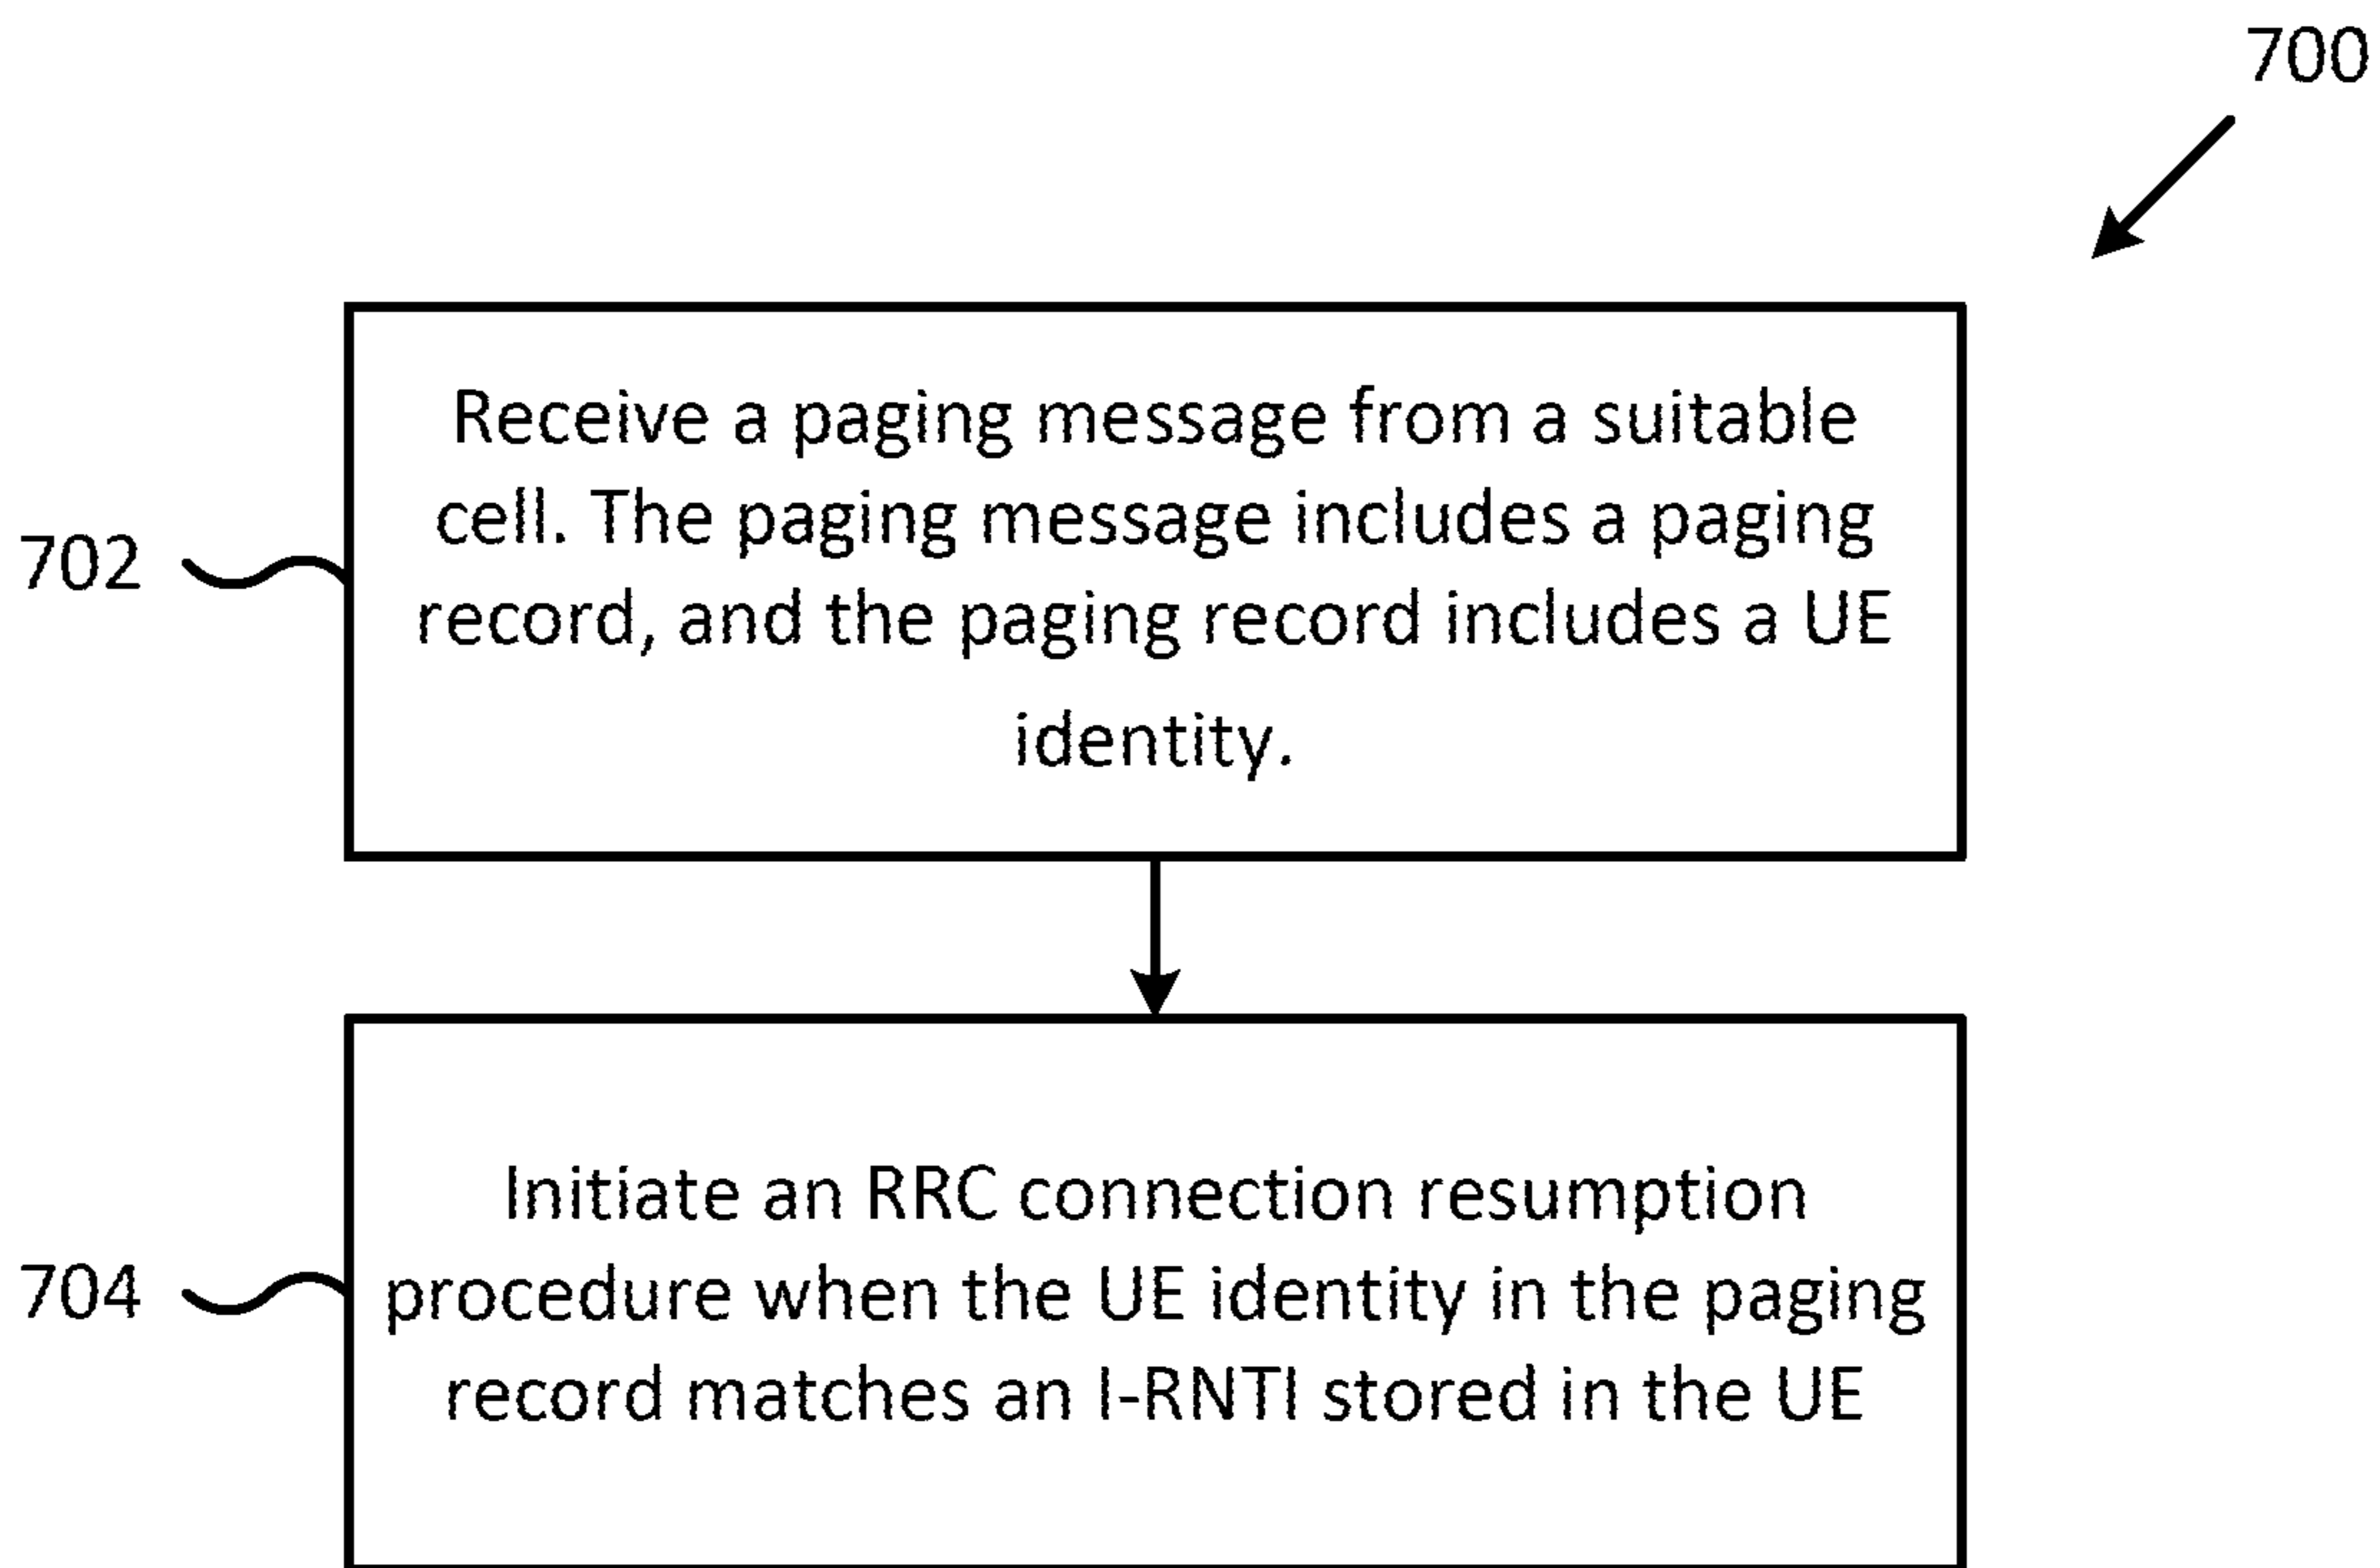 700
Receive a paging message from a suitable
cell. The paging message includes a paging
702
record, and the paging record includes a UE
identity.
Initiate an RRC connection resumption
704
procedure when the UE identity in the paging
record matches an I-RNTI stored in the UE